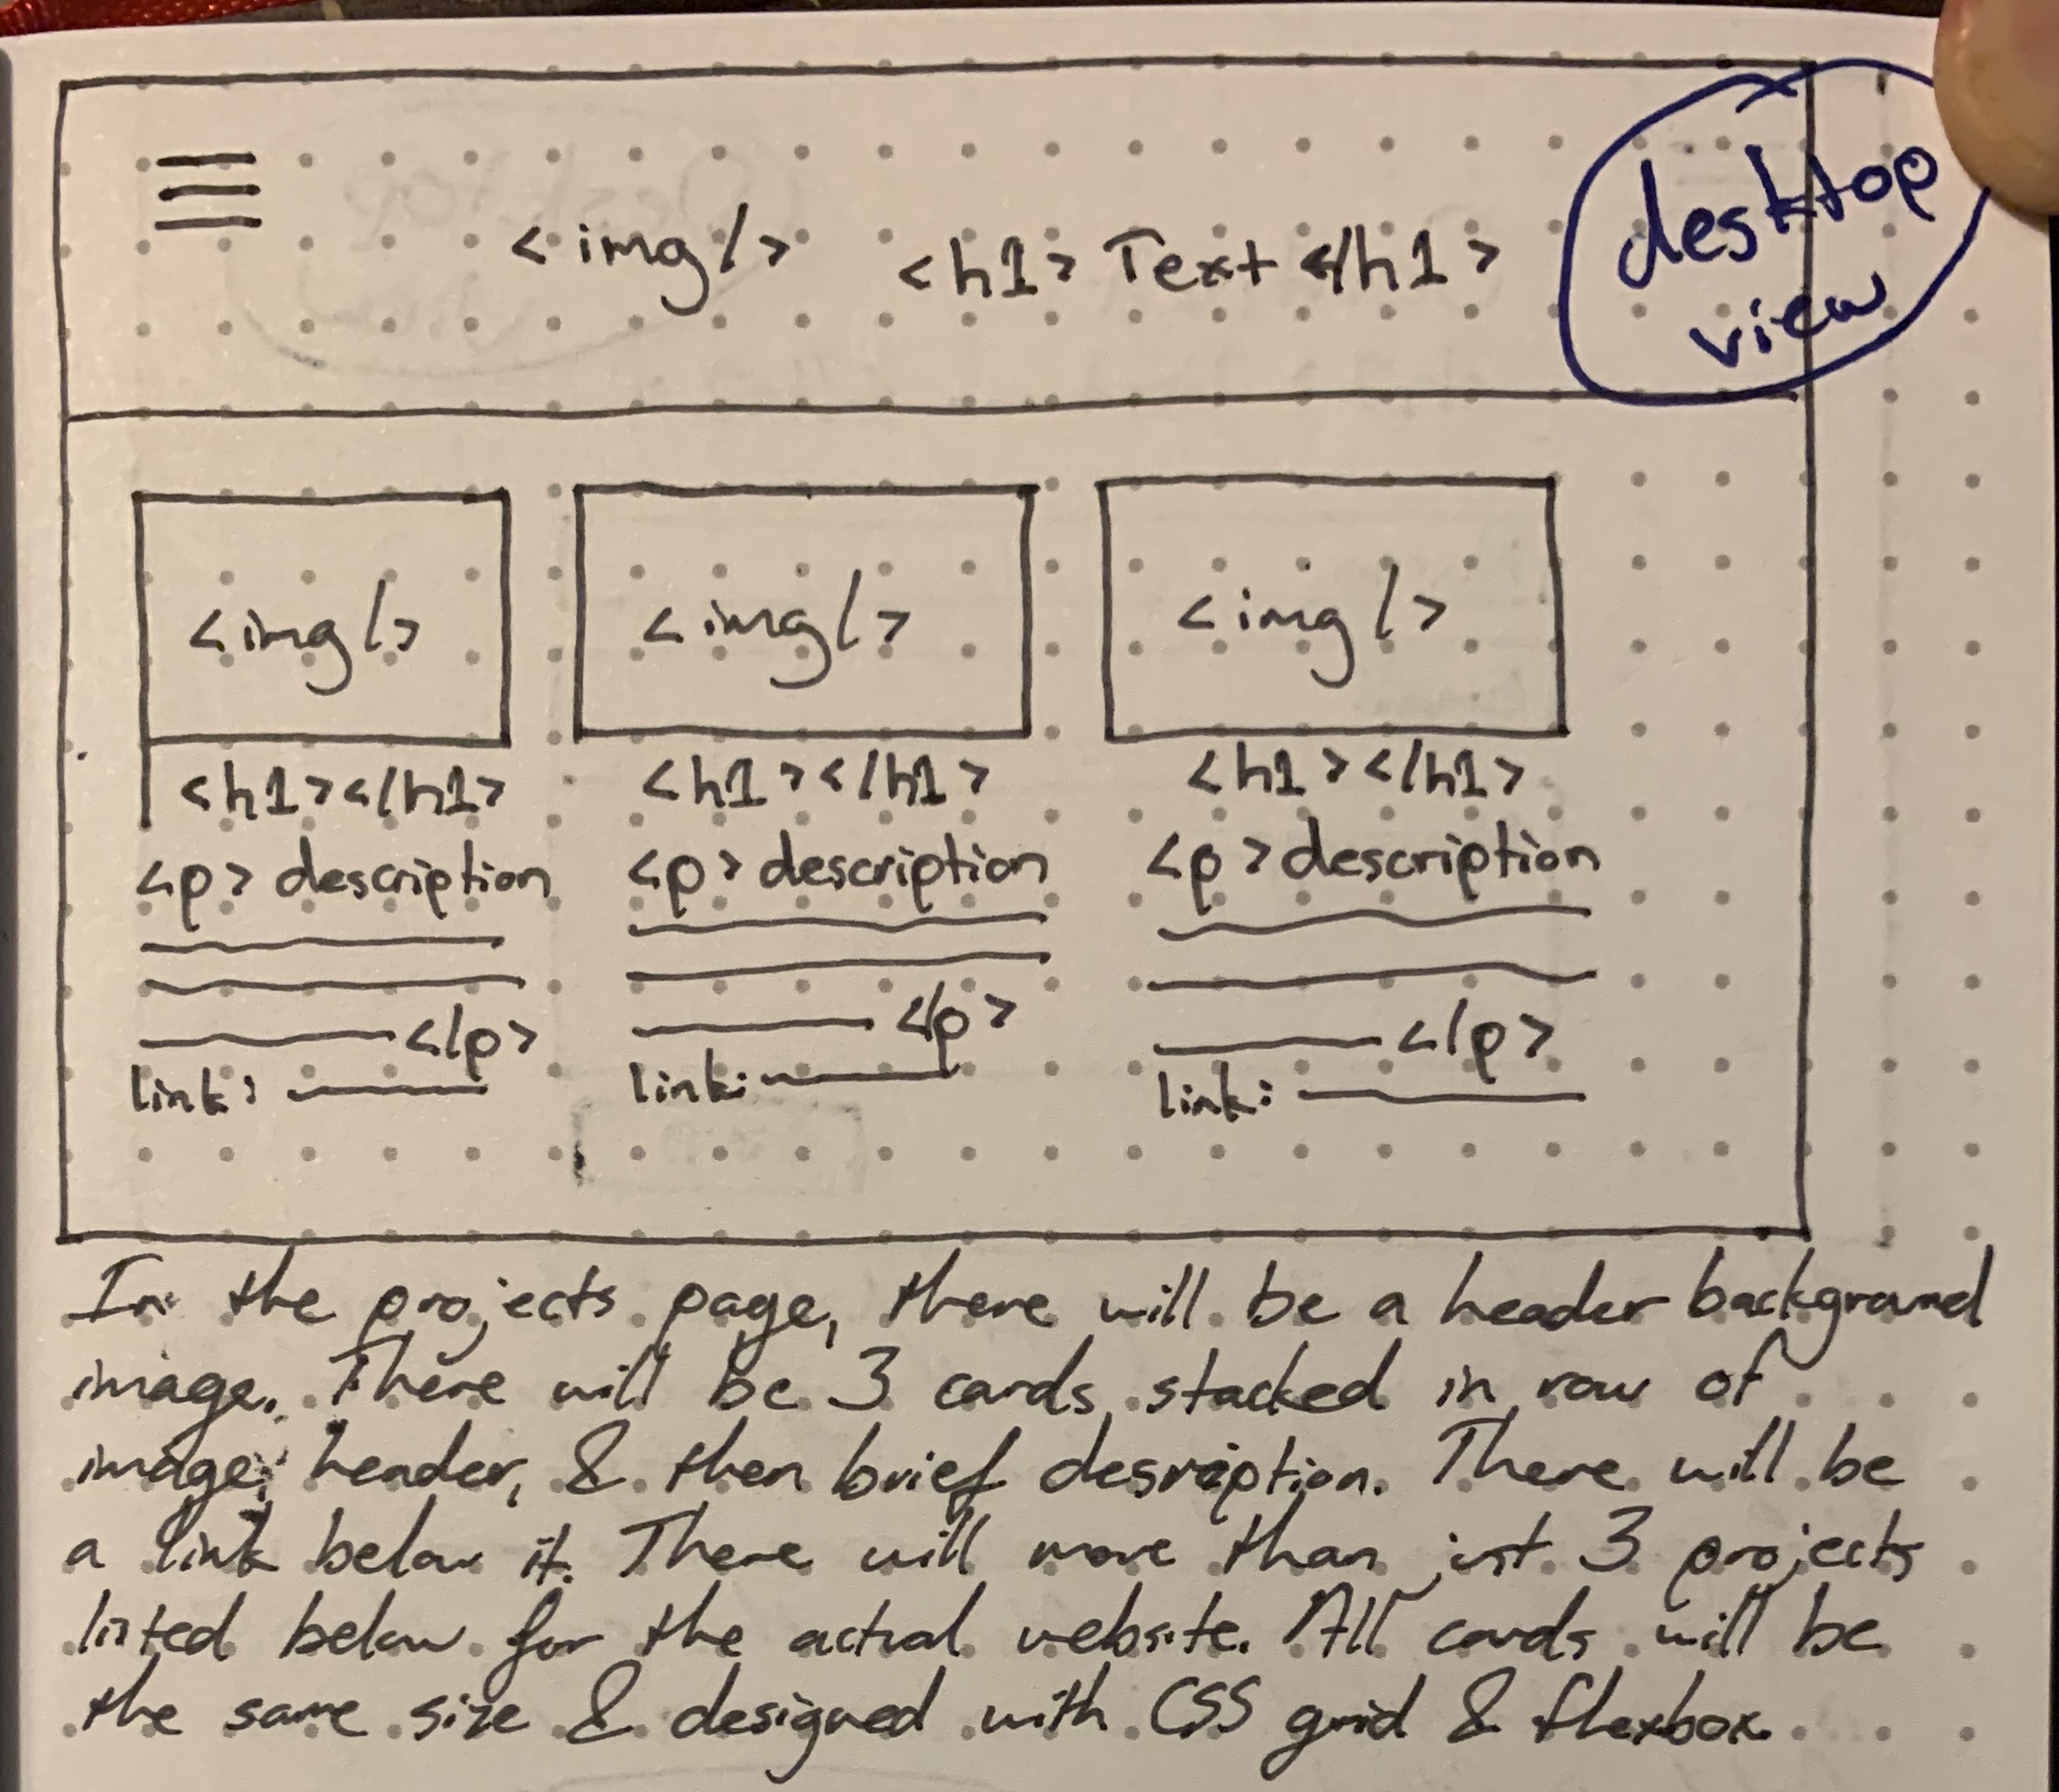 desktop
view
<img/> <h1> Text </h1>
<img/> <img/> <img/>
<h1></h1> <h1></h1> <h1></h1>
<p> description <p> description <p> description
</p> </p> </p>
link: link: link:
In the projects page, there will be a header background
image. There will be 3 cards stacked in row of
image, header, & then brief description. There will be
a link below it. There will more than just 3 projects
listed below for the actual website. All cards will be
the same size & designed with CSS grid & flexbox